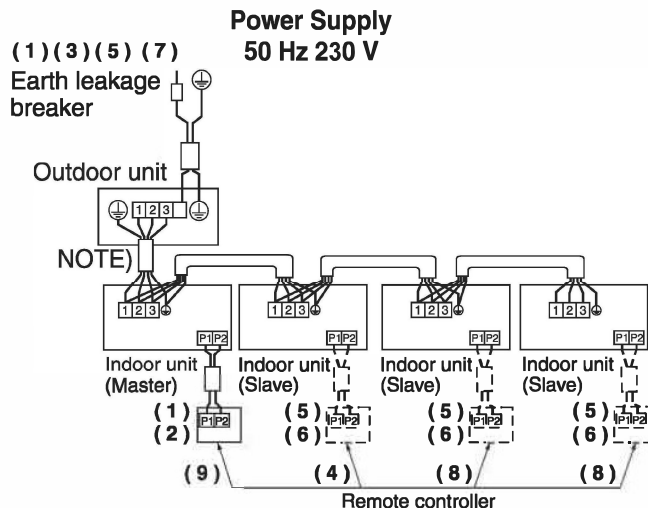 Power Supply
50 Hz 230 V
(1) (3) (5) (7)
Earth leakage
breaker
Outdoor unit
1 2 3
NOTE)
1 2 3
1 2 3
1 2 3
1 2 3
P1 P2
P1 P2
P1 P2
P1 P2
Indoor unit
(Master)
Indoor unit
(Slave)
Indoor unit
(Slave)
Indoor unit
(Slave)
(1)
(2)
P1 P2
(5)
(6)
P1 P2
(5)
(6)
P1 P2
(5)
(6)
P1 P2
(9)
(4)
(8)
(8)
Remote controller